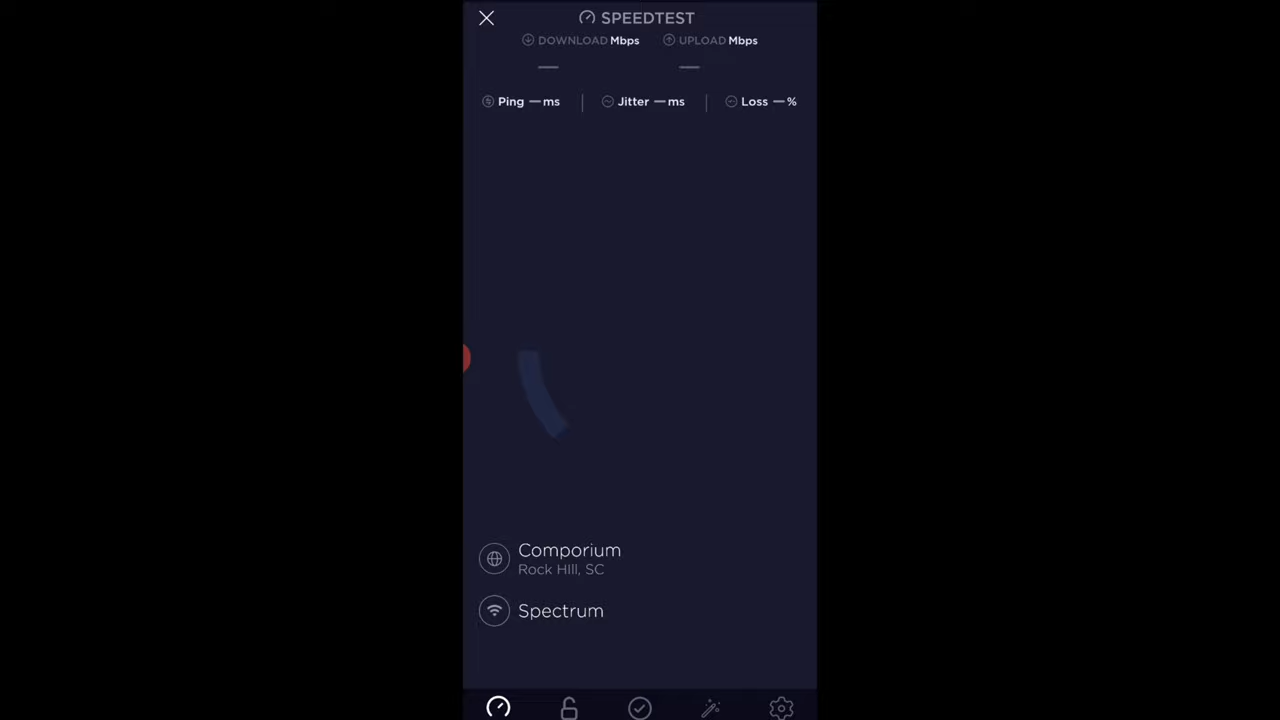 SPEEDTEST
DOWNLOAD Mbps UPLOAD Mbps
— —
Ping — ms Jitter — ms Loss — %
Comporium
Rock HIll, SC
Spectrum